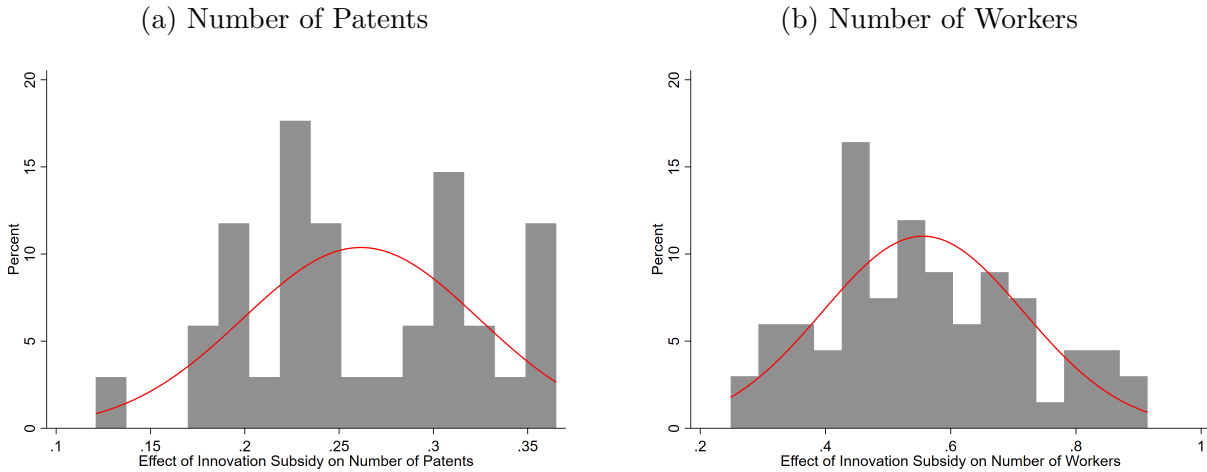 (a) Number of Patents
20
15
10
5
0
Percent
.1 .15 .2 .25 .3 .35
Effect of Innovation Subsidy on Number of Patents
(b) Number of Workers
20
15
10
5
0
Percent
.2 .4 .6 .8 1
Effect of Innovation Subsidy on Number of Workers